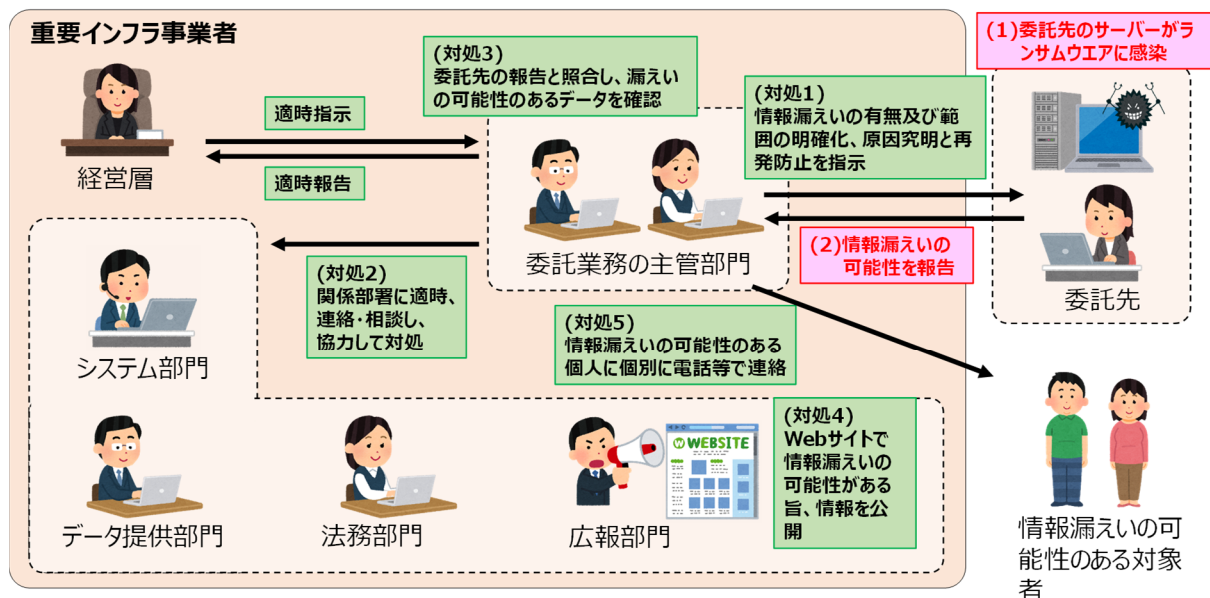 重要インフラ事業者
(1)委託先のサーバーがラ
ンサムウエアに感染
(対処3)
委託先の報告と照合し、漏えい
の可能性のあるデータを確認
適時指示
(対処1)
情報漏えいの有無及び範
囲の明確化、原因究明と再
発防止を指示
経営層
適時報告
(2)情報漏えいの
可能性を報告
委託業務の主管部門
委託先
(対処2)
関係部署に適時、
連絡・相談し、
協力して対処
システム部門
(対処5)
情報漏えいの可能性のある
個人に個別に電話等で連絡
(対処4)
Webサイトで
情報漏えいの
可能性がある
旨、情報を公
開
WEBSITE
データ提供部門
法務部門
広報部門
情報漏えいの可
能性のある対象
者